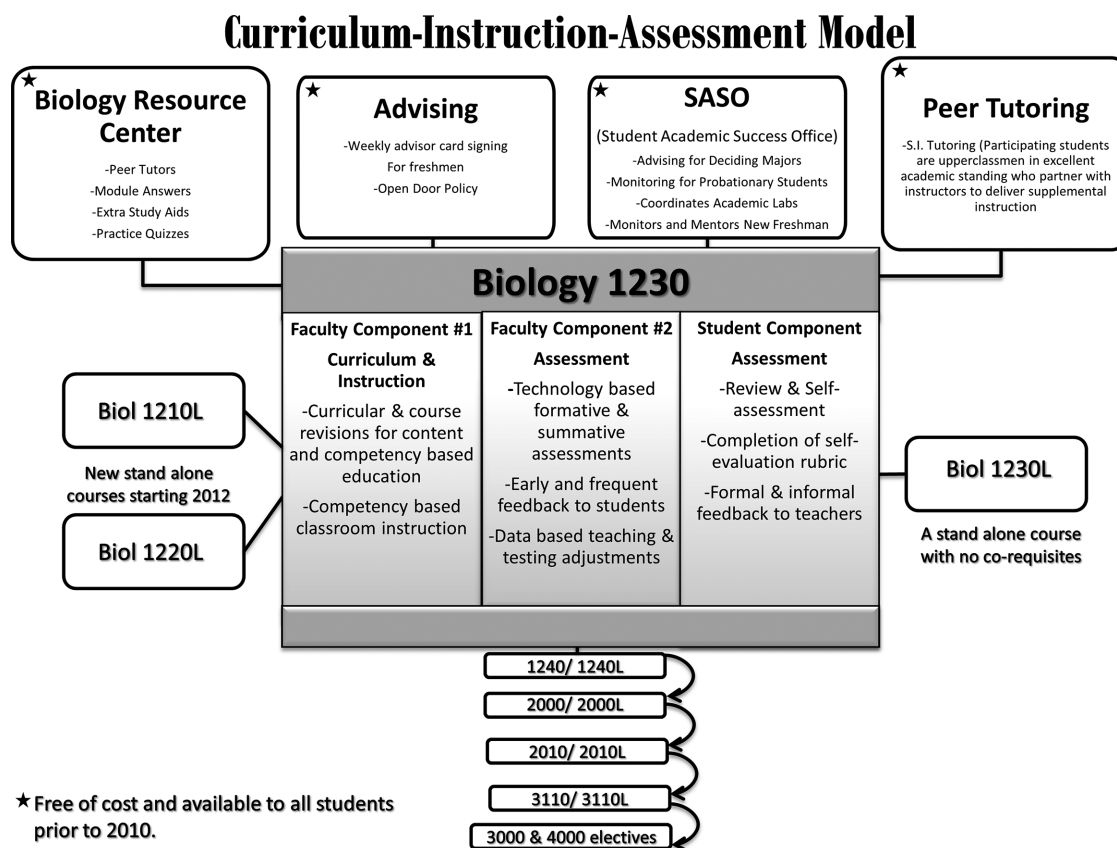 Curriculum-Instruction-Assessment Model
Biology Resource
Center
-Peer Tutors
-Module Answers
-Extra Study Aids
-Practice Quizzes
Advising
-Weekly advisor card signing
For freshmen
-Open Door Policy
SASO
(Student Academic Success Office)
-Advising for Deciding Majors
-Monitoring for Probationary Students
-Coordinates Academic Labs
-Monitors and Mentors New Freshman
Peer Tutoring
-S.I. Tutoring (Participating students
are upperclassmen in excellent
academic standing who partner with
instructors to deliver supplemental
instruction
Biology 1230
Faculty Component #1
Curriculum &
Instruction
-Curricular & course
revisions for content
and competency based
education
-Competency based
classroom instruction
Faculty Component #2
Assessment
-Technology based
formative &
summative
assessments
-Early and frequent
feedback to students
-Data based teaching &
testing adjustments
Student Component
Assessment
-Review & Self-
assessment
-Completion of self-
evaluation rubric
-Formal & informal
feedback to teachers
Biol 1210L
New stand alone
courses starting 2012
Biol 1220L
Biol 1230L
A stand alone course
with no co-requisites
1240/ 1240L
2000/ 2000L
2010/ 2010L
3110/ 3110L
3000 & 4000 electives
★ Free of cost and available to all students
prior to 2010.